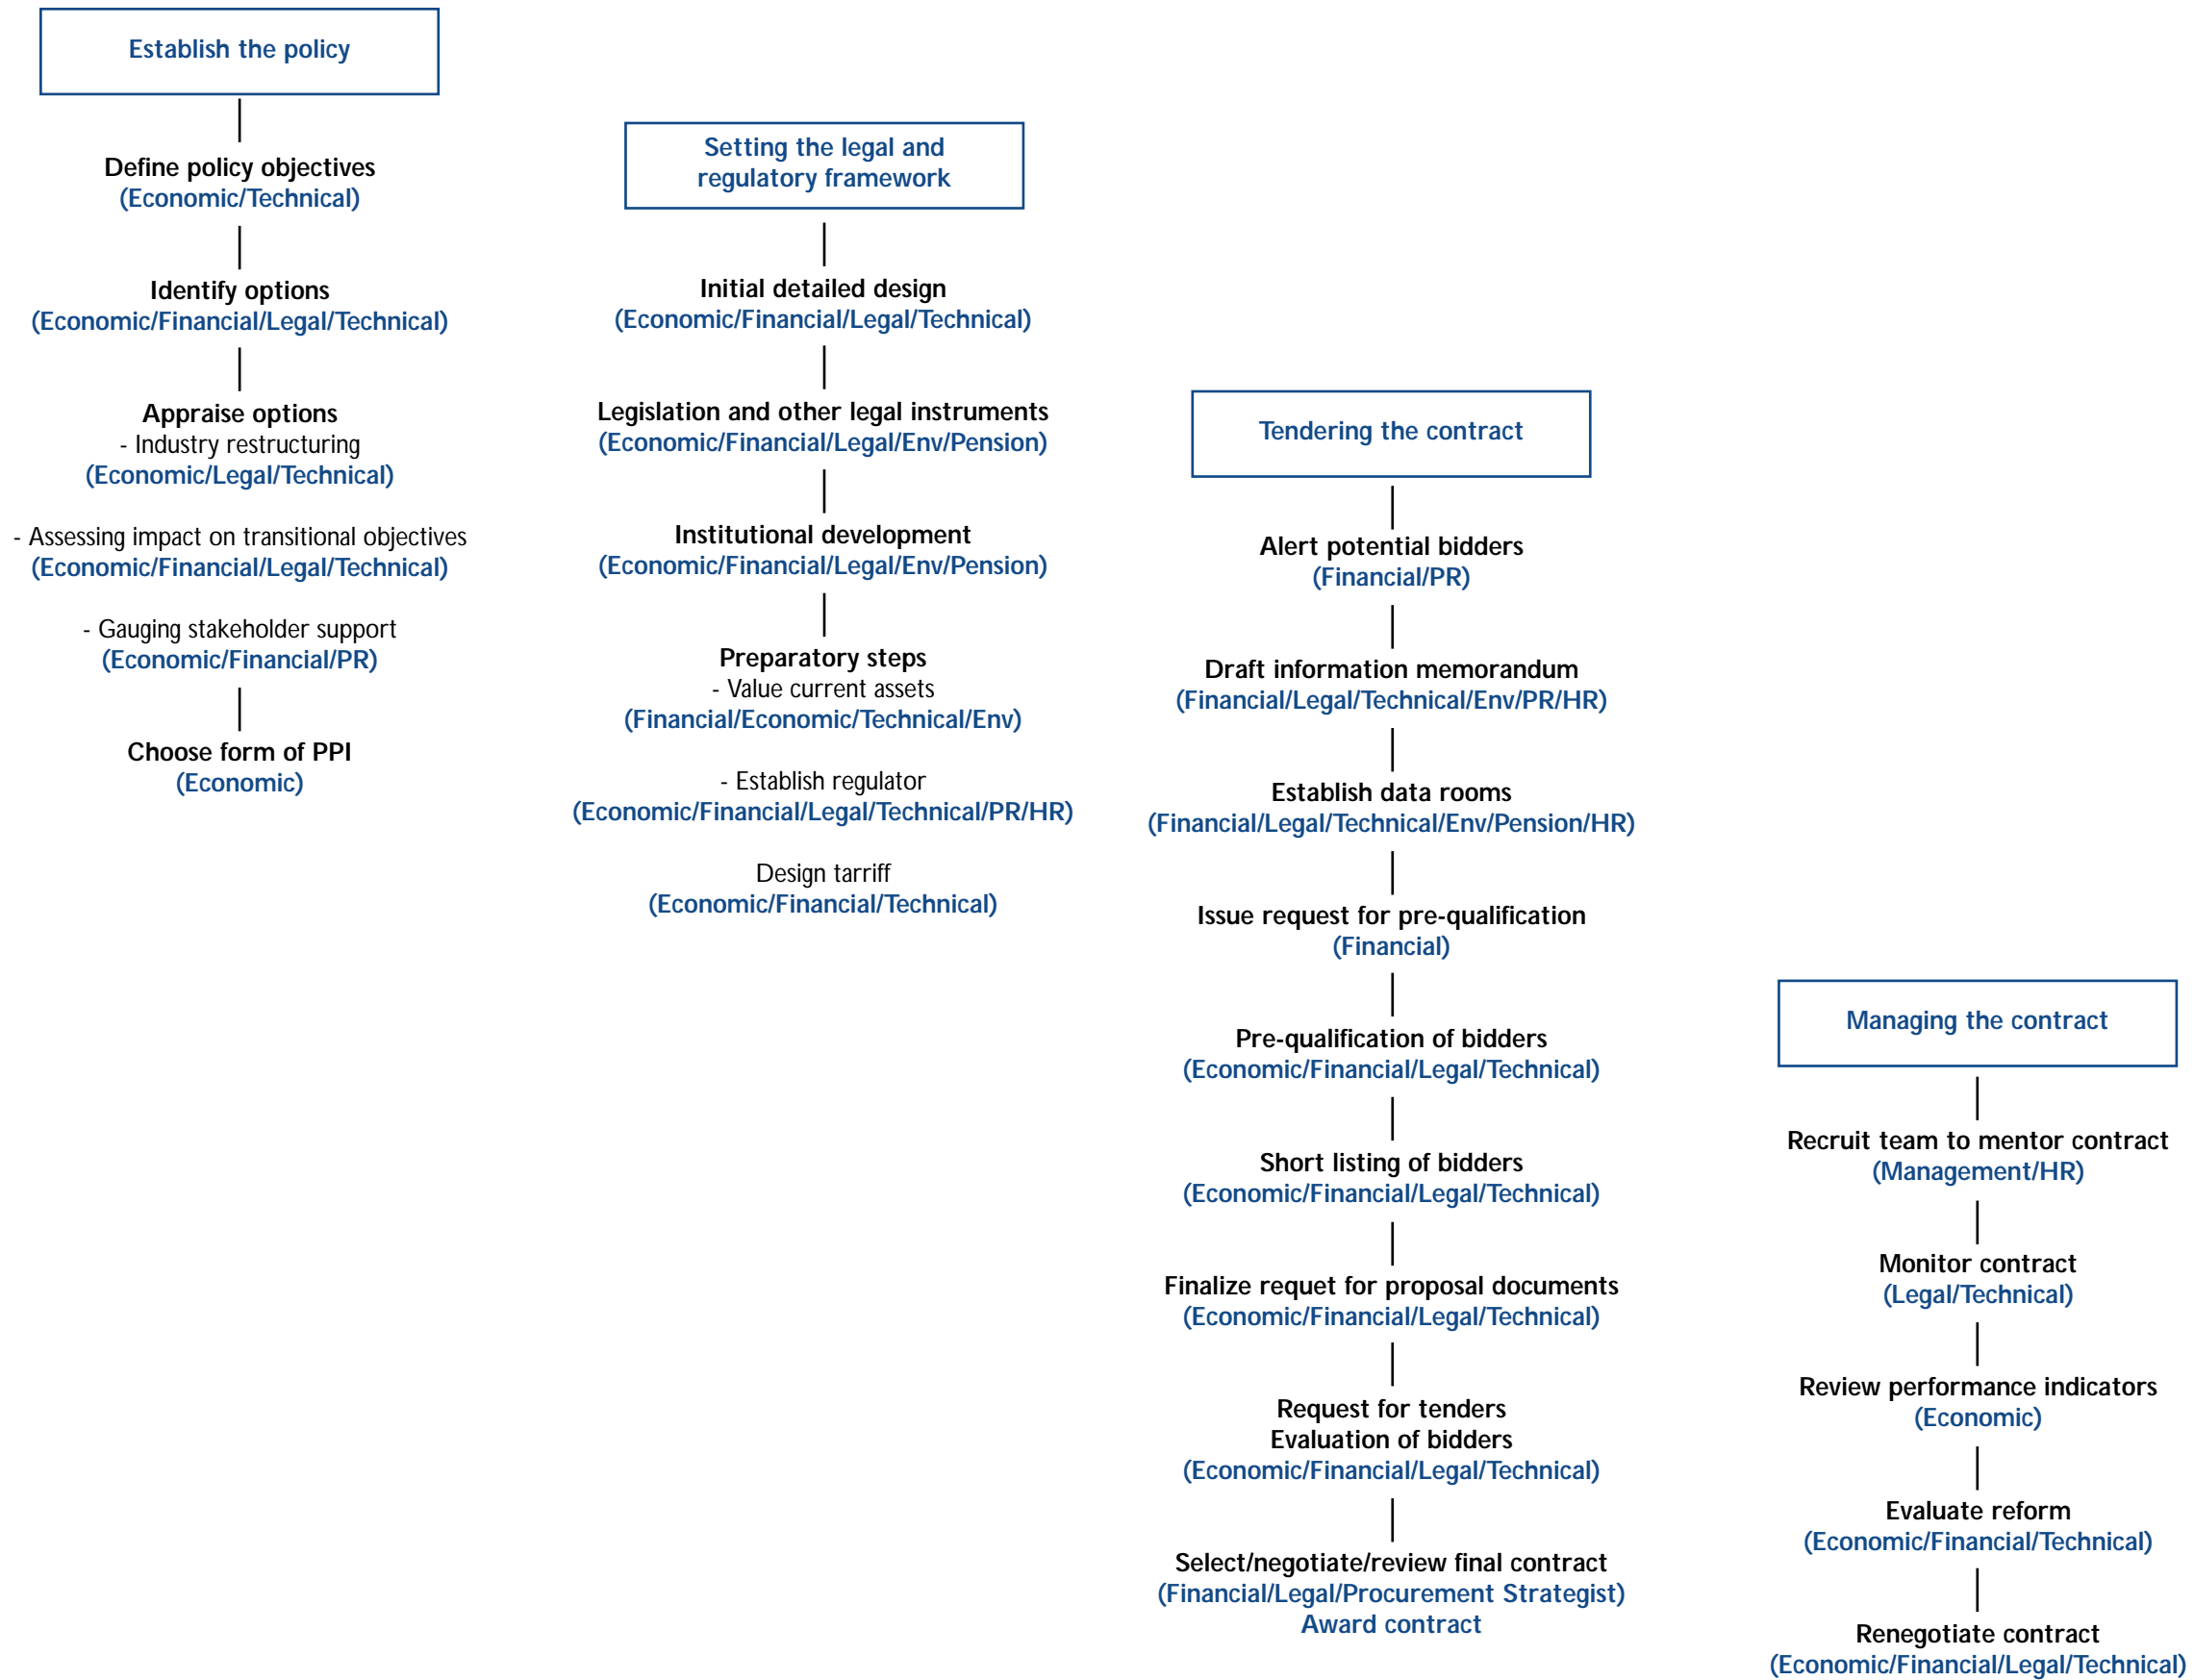 Establish the policy
Define policy objectives
(Economic/Technical)
Identify options
(Economic/Financial/Legal/Technical)
Appraise options
- Industry restructuring
(Economic/Legal/Technical)
- Assessing impact on transitional objectives
(Economic/Financial/Legal/Technical)
- Gauging stakeholder support
(Economic/Financial/PR)
Choose form of PPI
(Economic)
Setting the legal and
regulatory framework
Initial detailed design
(Economic/Financial/Legal/Technical)
Legislation and other legal instruments
(Economic/Financial/Legal/Env/Pension)
Institutional development
(Economic/Financial/Legal/Env/Pension)
Preparatory steps
- Value current assets
(Financial/Economic/Technical/Env)
- Establish regulator
(Economic/Financial/Legal/Technical/PR/HR)
Design tarriff
(Economic/Financial/Technical)
Tendering the contract
Alert potential bidders
(Financial/PR)
Draft information memorandum
(Financial/Legal/Technical/Env/PR/HR)
Establish data rooms
(Financial/Legal/Technical/Env/Pension/HR)
Issue request for pre-qualification
(Financial)
Pre-qualification of bidders
(Economic/Financial/Legal/Technical)
Short listing of bidders
(Economic/Financial/Legal/Technical)
Finalize requet for proposal documents
(Economic/Financial/Legal/Technical)
Request for tenders
Evaluation of bidders
(Economic/Financial/Legal/Technical)
Select/negotiate/review final contract
(Financial/Legal/Procurement Strategist)
Award contract
Managing the contract
Recruit team to mentor contract
(Management/HR)
Monitor contract
(Legal/Technical)
Review performance indicators
(Economic)
Evaluate reform
(Economic/Financial/Technical)
Renegotiate contract
(Economic/Financial/Legal/Technical)